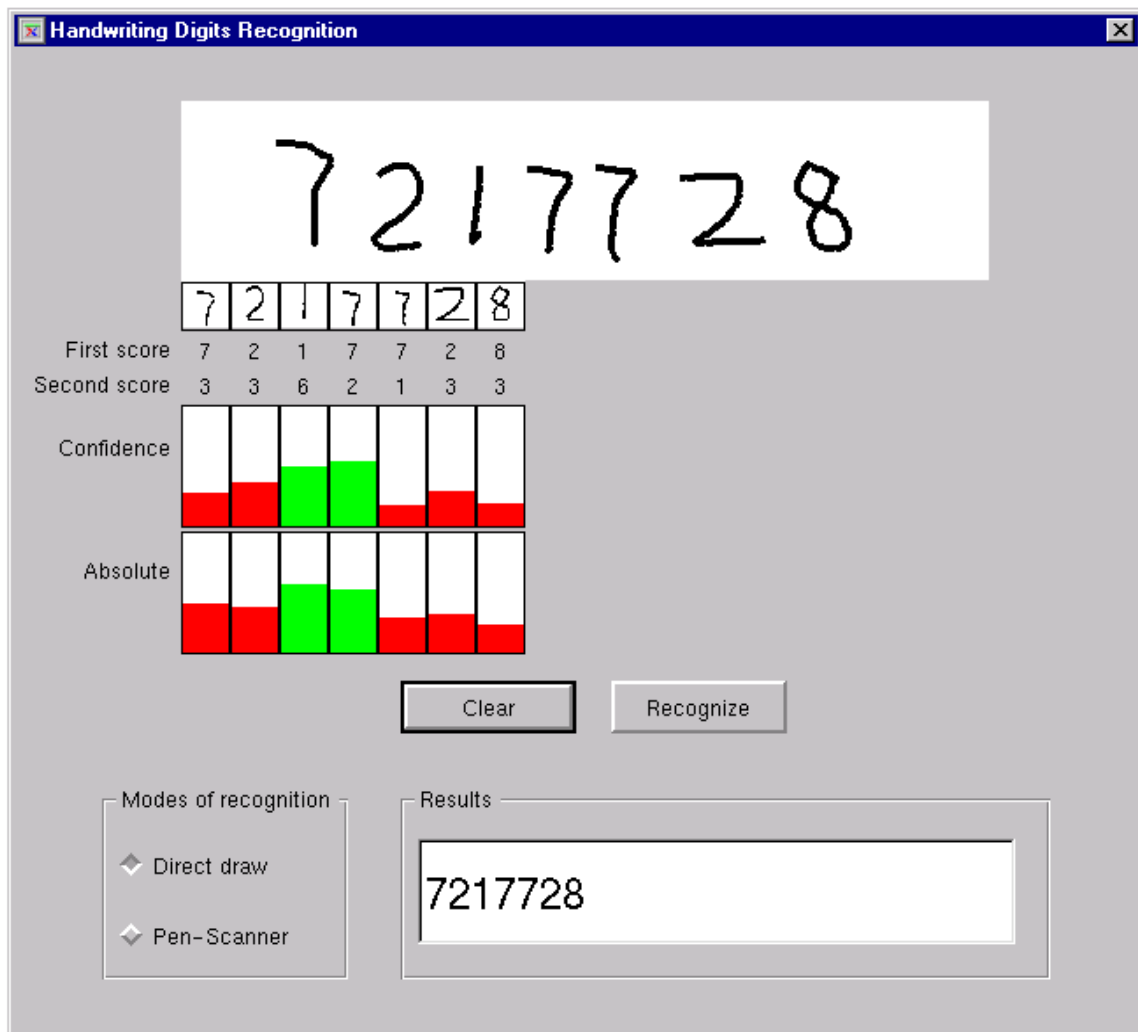 Handwriting Digits Recognition
7217728
7 2 1 7 7 2 8
First score 7 2 1 7 7 2 8
Second score 3 3 6 2 1 3 3
Confidence
Absolute
Clear Recognize
Modes of recognition
Direct draw
Pen-Scanner
Results
7217728